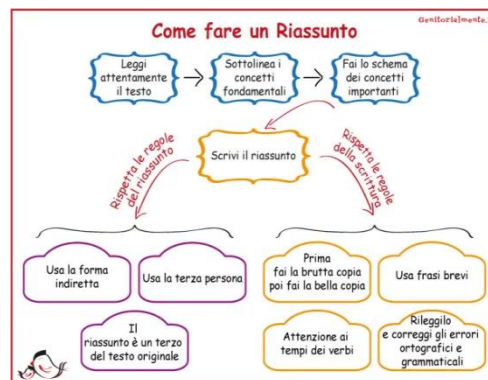 Genitorialmente.
Come fare un Riassunto
Leggi
attentamente
il testo
Sottolinea i
concetti
fondamentali
Fai lo schema
dei concetti
importanti
Scrivi il riassunto
Rispetta le regole
del riassunto
Rispetta le regole
della scrittura
Usa la forma
indiretta
Usa la terza persona
Il
riassunto è un terzo
del testo originale
Prima
fai la brutta copia
poi fai la bella copia
Usa frasi brevi
Attenzione ai
tempi dei verbi
Rileggilo
e correggi gli errori
ortografici e
grammaticali